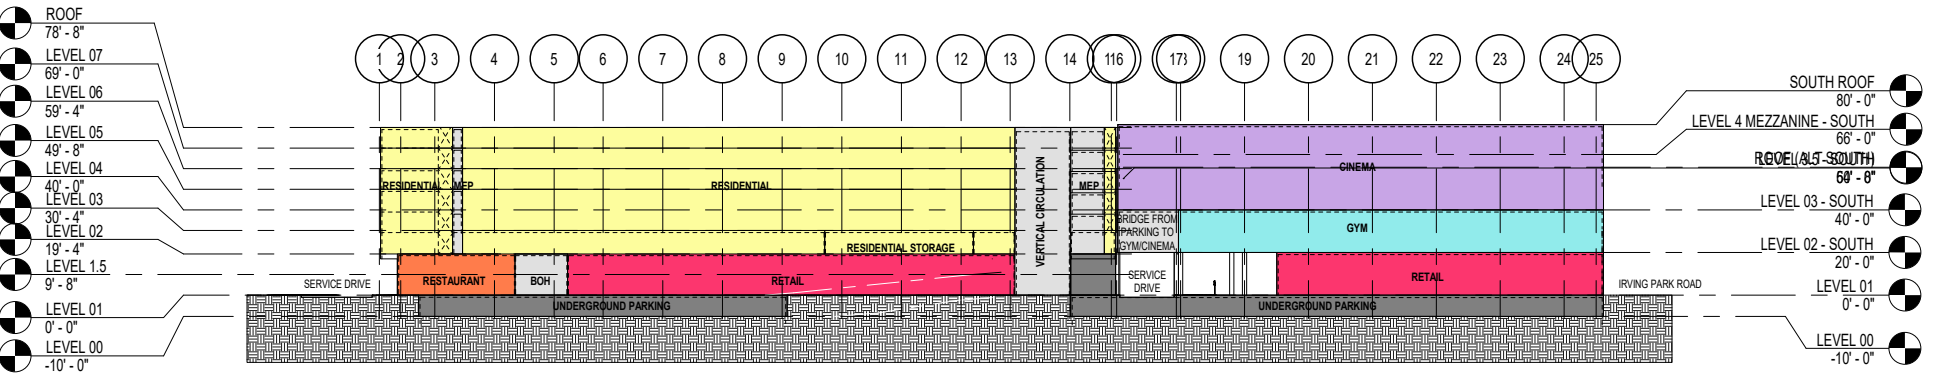 ROOF
78' - 8"
LEVEL 07
69' - 0"
LEVEL 06
59' - 4"
LEVEL 05
49' - 8"
LEVEL 04
40' - 0"
LEVEL 03
30' - 4"
LEVEL 02
19' - 4"
LEVEL 1.5
9' - 8"
LEVEL 01
0' - 0"
LEVEL 00
-10' - 0"
1 2 3 4 5 6 7 8 9 10 11 12 13 14 16 17 19 20 21 22 23 24 25
RESIDENTIAL
MEP
RESIDENTIAL
RESIDENTIAL STORAGE
VERTICAL CIRCULATION
MEP
CINEMA
BRIDGE FROM
PARKING TO
GYM/CINEMA
GYM
SERVICE DRIVE
RESTAURANT
BOH
RETAIL
SERVICE
DRIVE
RETAIL
IRVING PARK ROAD
UNDERGROUND PARKING
UNDERGROUND PARKING
SOUTH ROOF
80' - 0"
LEVEL 4 MEZZANINE - SOUTH
66' - 0"
LEVEL 03 - SOUTH
40' - 0"
LEVEL 02 - SOUTH
20' - 0"
LEVEL 01
0' - 0"
LEVEL 00
-10' - 0"